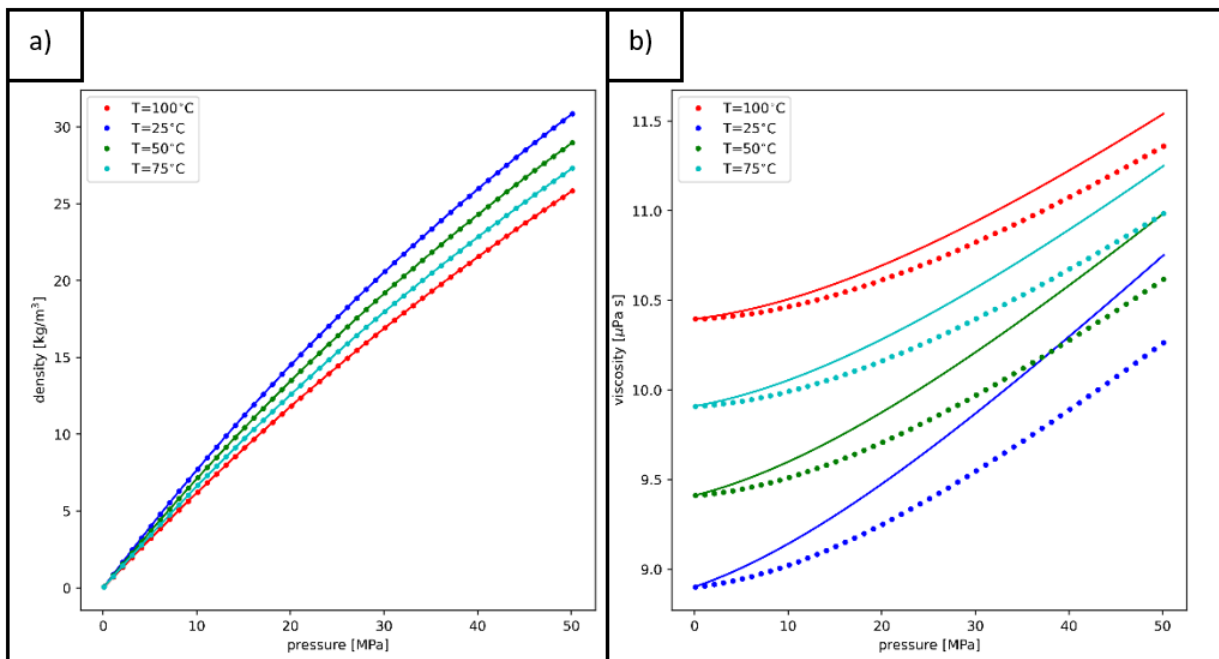 a)
T=100°C
T=25°C
T=50°C
T=75°C
30
25
20
15
10
5
0
density [kg/m³]
0 10 20 30 40 50
pressure [MPa]
b)
T=100°C
T=25°C
T=50°C
T=75°C
11.5
11.0
10.5
10.0
9.5
9.0
viscosity [μPa s]
0 10 20 30 40 50
pressure [MPa]